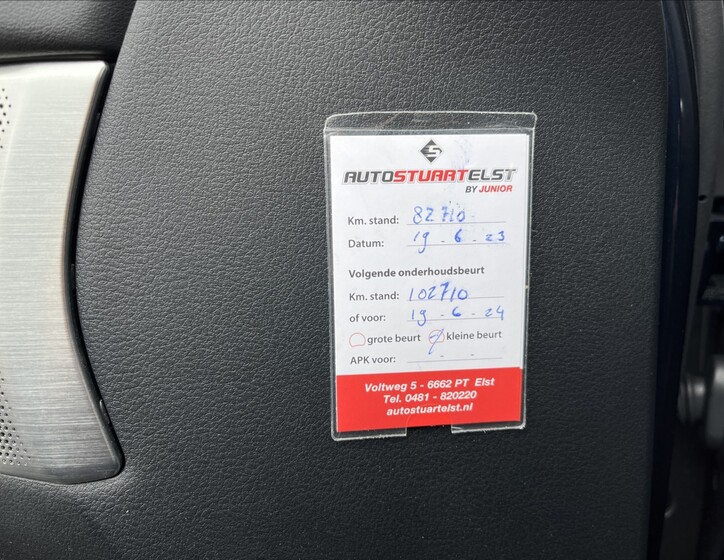 S
AUTOSTUARTELST
BY JUNIOR
Km. stand: 82710
Datum: 19 - 6 - 23
Volgende onderhoudsbeurt
Km. stand: 102710
of voor: 19 - 6 - 24
grote beurt kleine beurt
APK voor: - -
Voltweg 5 - 6662 PT Elst
Tel. 0481 - 820220
autostuartelst.nl